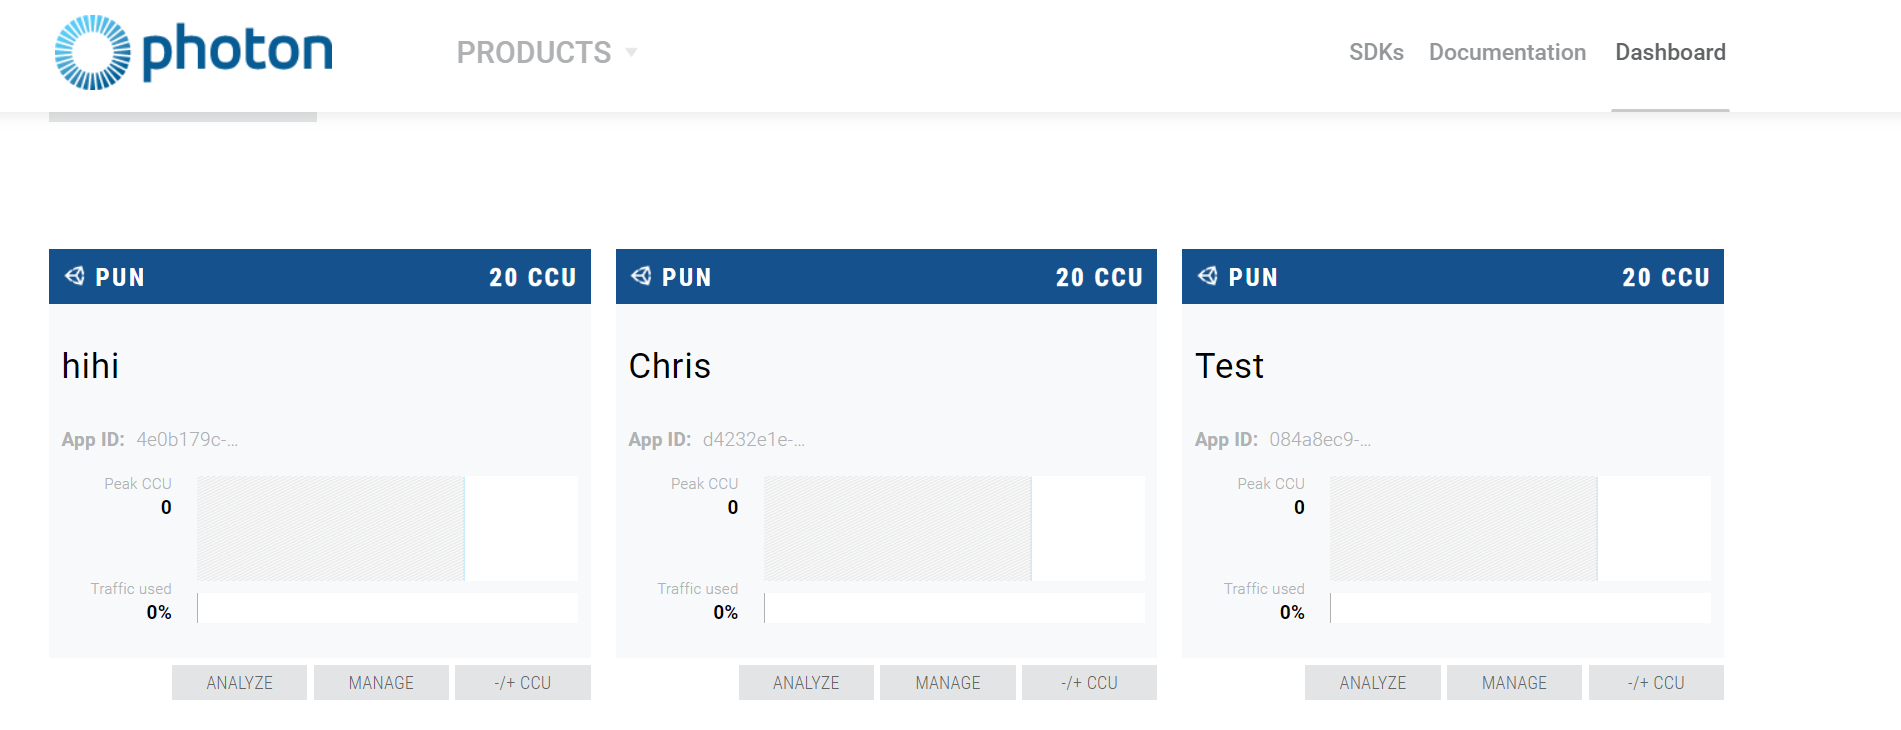 photon
PRODUCTS
SDKs Documentation Dashboard
PUN 20 CCU
hihi
App ID: 4e0b179c-...
Peak CCU
0
Traffic used
0%
ANALYZE MANAGE -/+ CCU
PUN 20 CCU
Chris
App ID: d4232e1e-...
Peak CCU
0
Traffic used
0%
ANALYZE MANAGE -/+ CCU
PUN 20 CCU
Test
App ID: 084a8ec9-...
Peak CCU
0
Traffic used
0%
ANALYZE MANAGE -/+ CCU